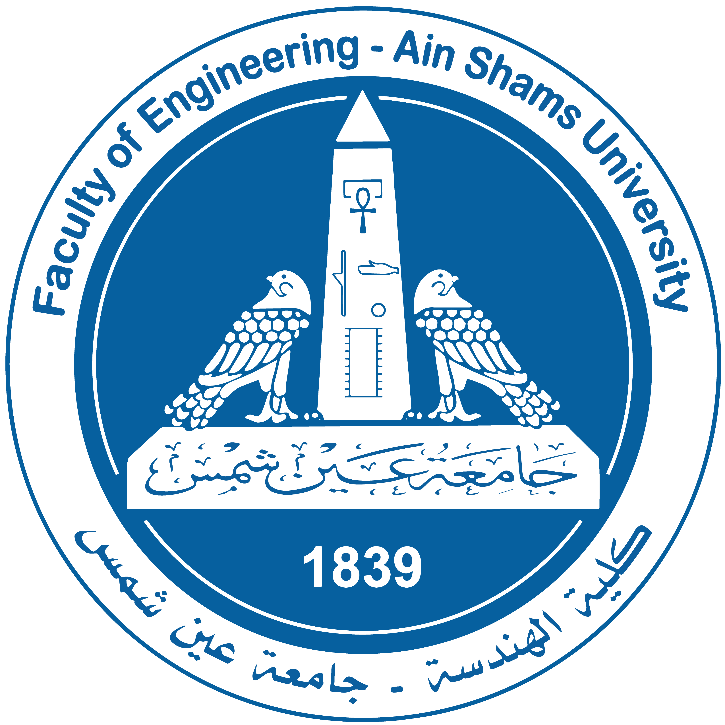 Faculty of Engineering - Ain Shams University
جامعة عين شمس
1839
كلية الهندسة - جامعة عين شمس